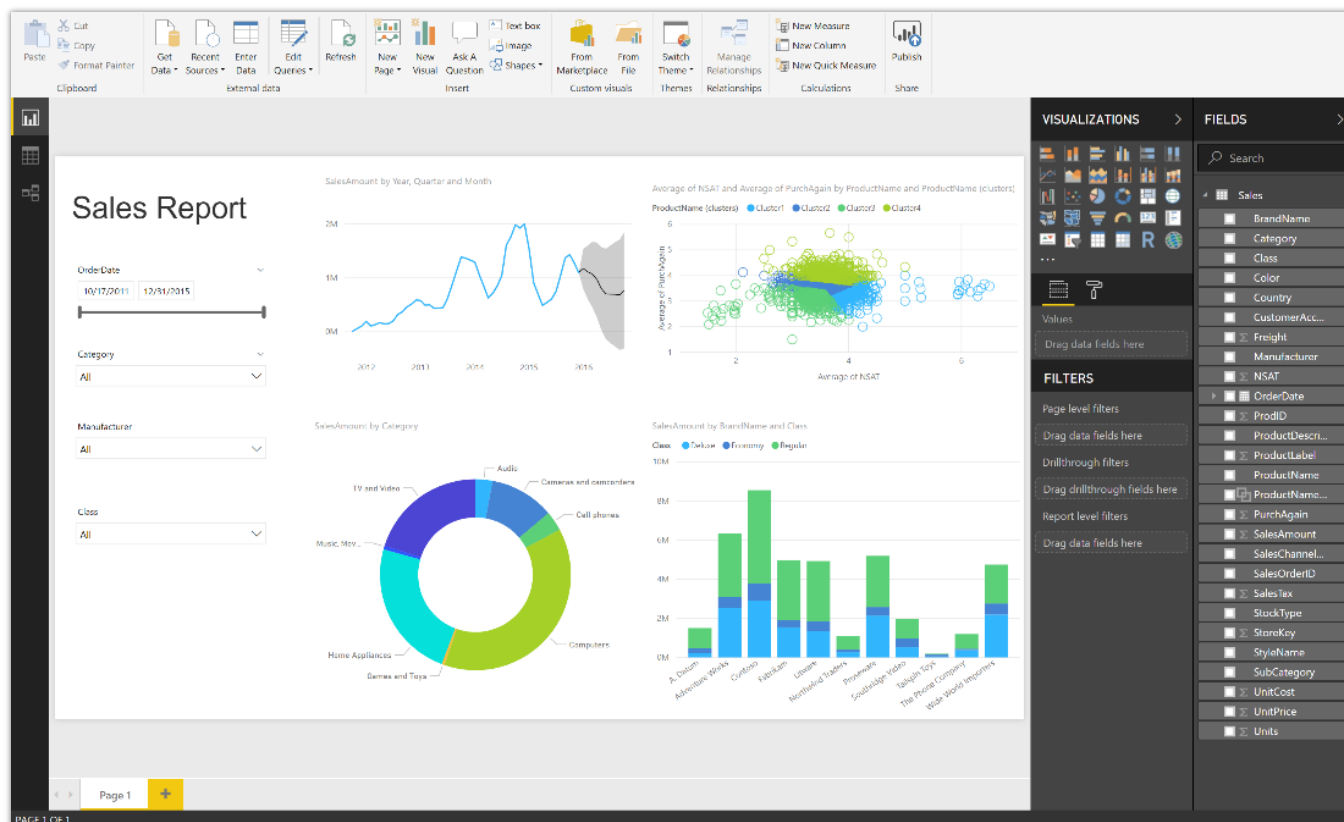 Paste
Cut
Copy
Format Painter
Clipboard
Get Data
Recent Sources
Enter Data
Edit Queries
External data
Refresh
New Page
New Visual
Ask A Question
Text box
Image
Shapes
Insert
From Marketplace
From File
Custom visuals
Switch Theme
Themes
Manage Relationships
Relationships
New Measure
New Column
New Quick Measure
Calculations
Publish
Share
Sales Report
OrderDate
10/17/2011 12/31/2015
Category
All
Manufacturer
All
Class
All
SalesAmount by Year, Quarter and Month
2M
1M
0M
2012 2013 2014 2015 2016
Average of NSAT and Average of PurchAgain by ProductName and ProductName (clusters)
ProductName (clusters) Cluster1 Cluster2 Cluster3 Cluster4
Average of PurchAgain
6
5
4
3
2
1
2 4 6
Average of NSAT
SalesAmount by Category
Audio
Cameras and camcorders
Cell phones
Computers
Games and Toys
Home Appliances
Music, Mov...
TV and Video
SalesAmount by BrandName and Class
Class Deluxe Economy Regular
10M
8M
6M
4M
2M
0M
A. Datum
Adventure Works
Contoso
Fabrikam
Litware
Northwind Traders
Proseware
Southridge Video
Tailspin Toys
The Phone Company
Wide World Importers
VISUALIZATIONS
R
...
Values
Drag data fields here
FILTERS
Page level filters
Drag data fields here
Drillthrough filters
Drag drillthrough fields here
Report level filters
Drag data fields here
FIELDS
Search
Sales
BrandName
Category
Class
Color
Country
CustomerAcc...
Σ Freight
Manufacturer
Σ NSAT
OrderDate
Σ ProdID
ProductDescri...
Σ ProductLabel
ProductName
ProductName...
Σ PurchAgain
Σ SalesAmount
SalesChannel...
SalesOrderID
Σ SalesTax
StockType
Σ StoreKey
StyleName
SubCategory
Σ UnitCost
Σ UnitPrice
Σ Units
Page 1
PAGE 1 OF 1